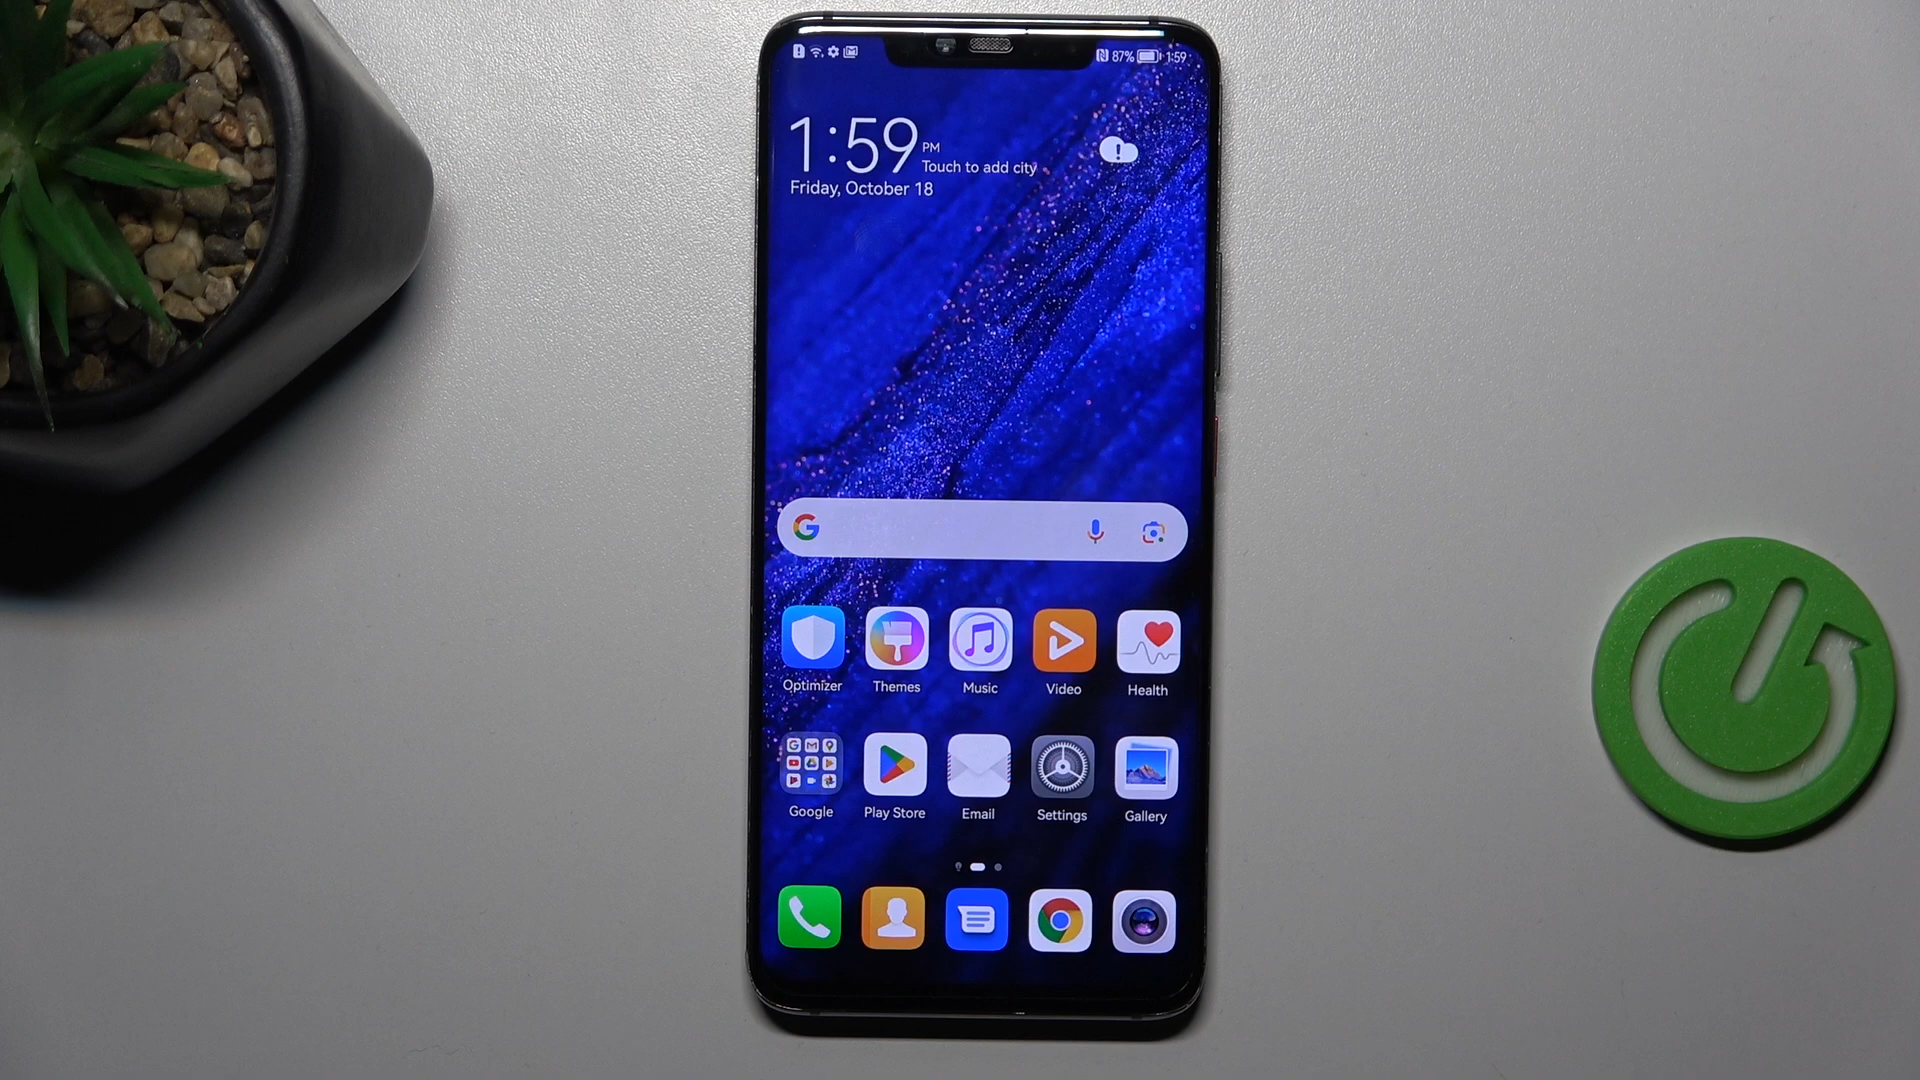 87% 1:59
1:59 PM
Touch to add city
Friday, October 18
Optimizer Themes Music Video Health
Google Play Store Email Settings Gallery